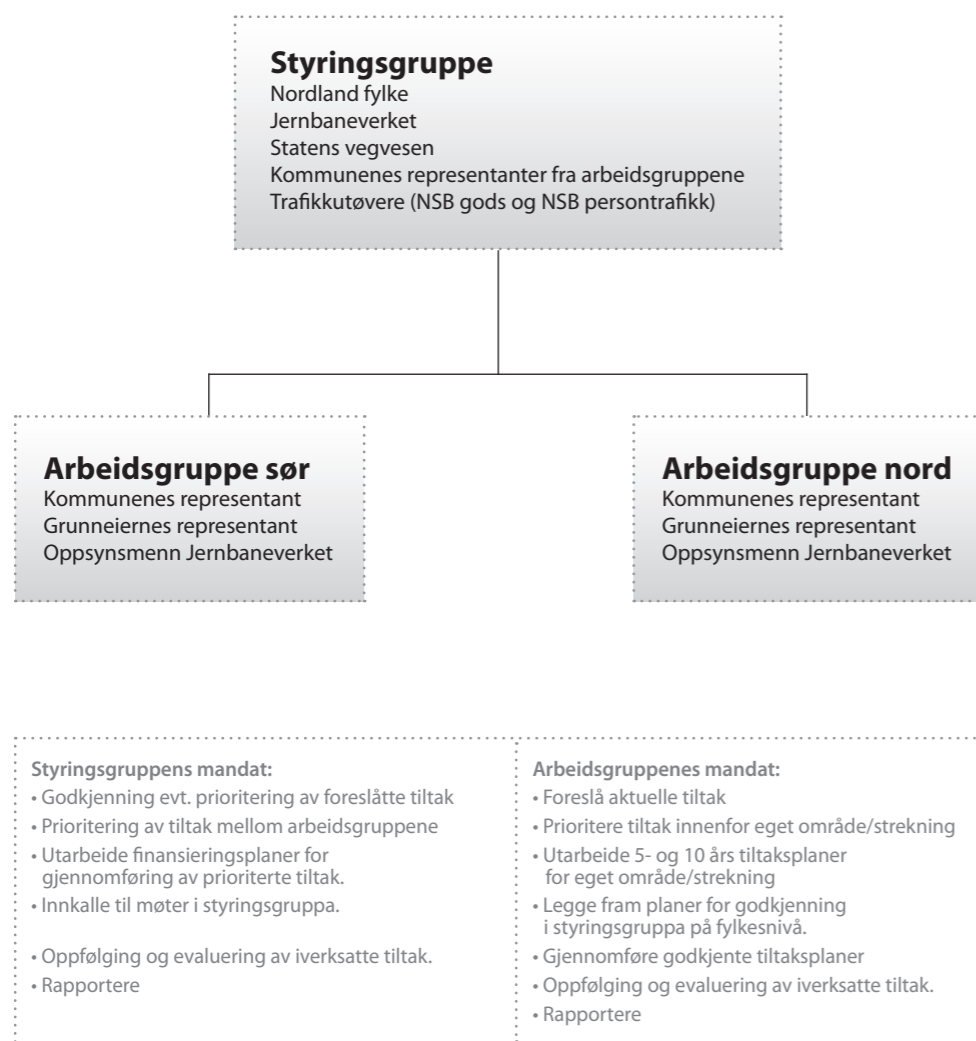 Styringsgruppe
Nordland fylke
Jernbaneverket
Statens vegvesen
Kommunenes representanter fra arbeidsgruppene
Trafikkutøvere (NSB gods og NSB persontrafikk)
Arbeidsgruppe sør
Kommunenes representant
Grunneiernes representant
Oppsynsmenn Jernbaneverket
Arbeidsgruppe nord
Kommunenes representant
Grunneiernes representant
Oppsynsmenn Jernbaneverket
Styringsgruppens mandat:
• Godkjenning evt. prioritering av foreslåtte tiltak
• Prioritering av tiltak mellom arbeidsgruppene
• Utarbeide finansieringsplaner for
gjennomføring av prioriterte tiltak.
• Innkalle til møter i styringsgruppa.
• Oppfølging og evaluering av iverksatte tiltak.
• Rapportere
Arbeidsgruppenes mandat:
• Foreslå aktuelle tiltak
• Prioritere tiltak innenfor eget område/strekning
• Utarbeide 5- og 10 års tiltaksplaner
for eget område/strekning
• Legge fram planer for godkjenning
i styringsgruppa på fylkesnivå.
• Gjennomføre godkjente tiltaksplaner
• Oppfølging og evaluering av iverksatte tiltak.
• Rapportere